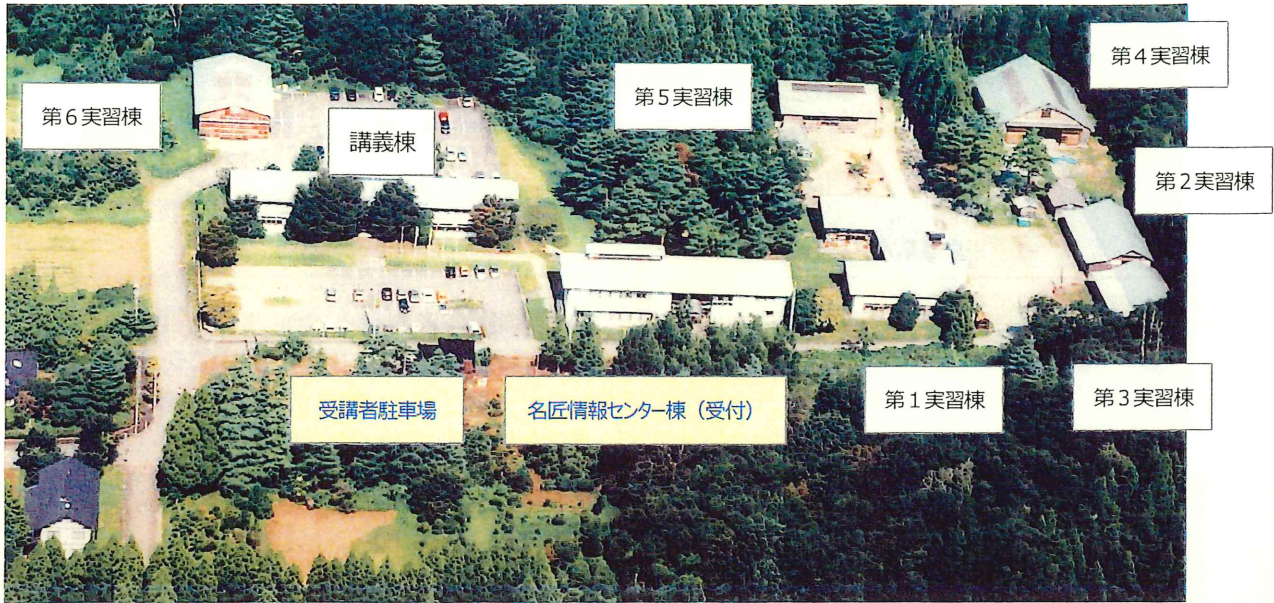 第４実習棟
第５実習棟
第６実習棟
講義棟
第２実習棟
受講者駐車場
名匠情報センター棟（受付）
第１実習棟
第３実習棟